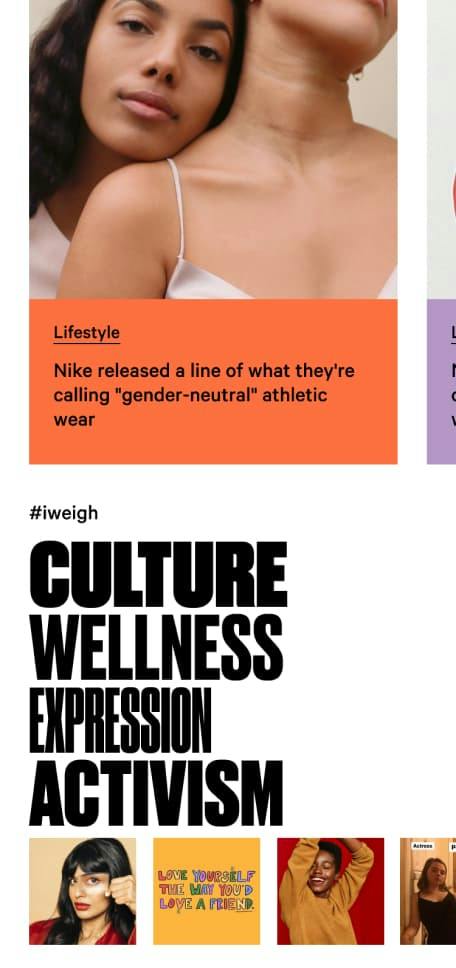 Lifestyle
Nike released a line of what they're
calling "gender-neutral" athletic
wear
#iweigh
CULTURE
WELLNESS
EXPRESSION
ACTIVISM
LOVE YOURSELF
THE WAY YOU'D
LOVE A FRIEND.
Actress